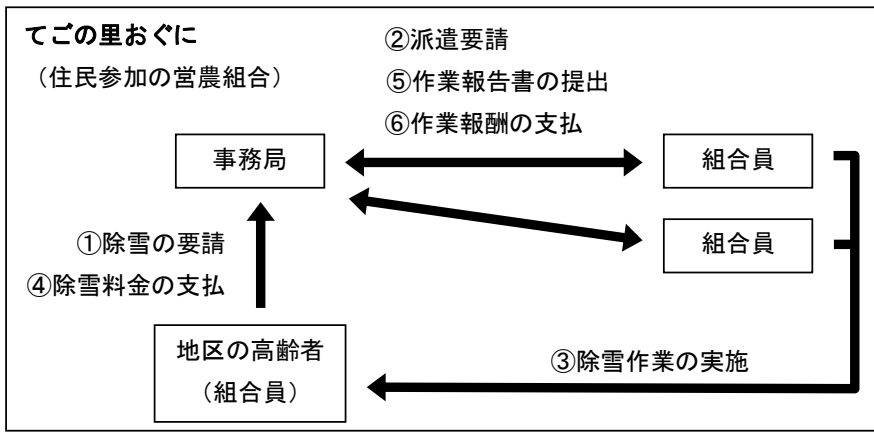 てごの里おぐに
（住民参加の営農組合）
②派遣要請
⑤作業報告書の提出
⑥作業報酬の支払
事務局
組合員
組合員
①除雪の要請
④除雪料金の支払
地区の高齢者
（組合員）
③除雪作業の実施